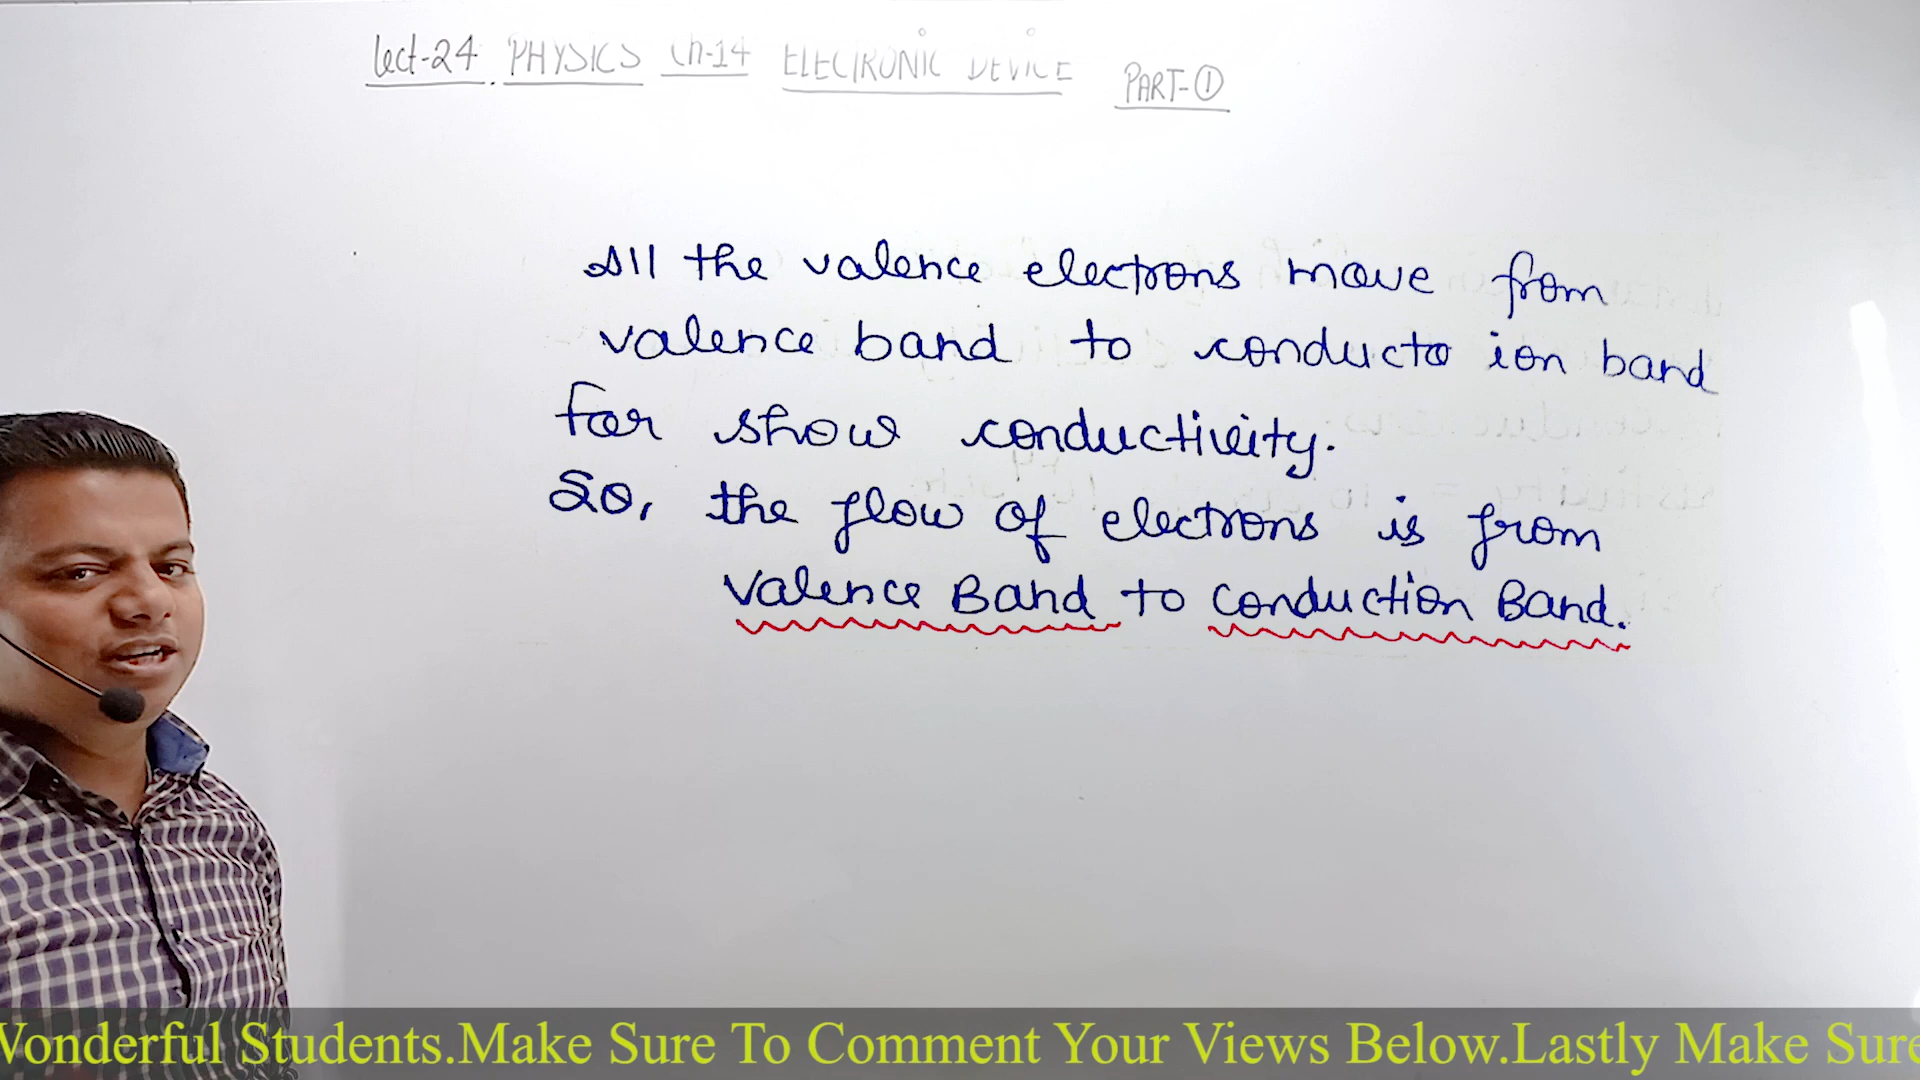 Lect-24 PHYSICS Ch-14 ELECTRONIC DEVICE PART-①
All the valence electrons move from
valence band to conducto ion band
for show conductivity.
So, the flow of electrons is from
Valence Band to Conduction Band.
Wonderful Students.Make Sure To Comment Your Views Below.Lastly Make Sure